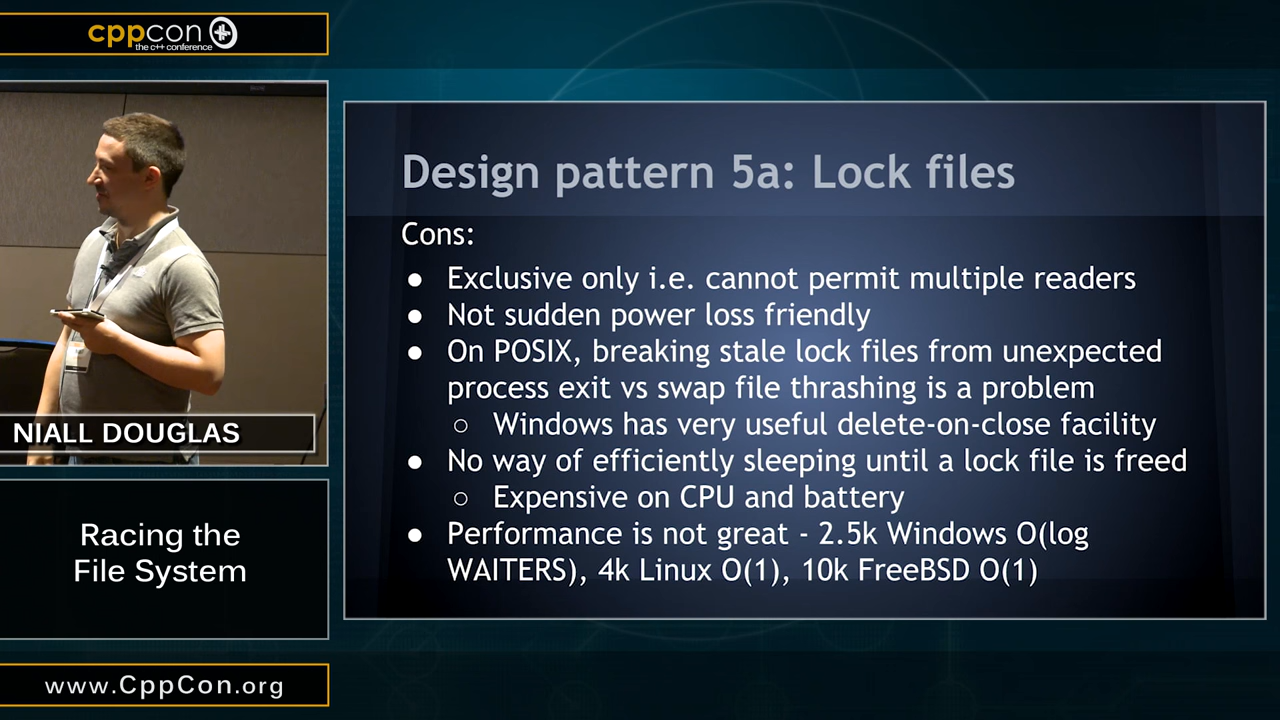 cppcon
the c++ conference
NIALL DOUGLAS
Racing the
File System
www.CppCon.org
Design pattern 5a: Lock files
Cons:
● Exclusive only i.e. cannot permit multiple readers
● Not sudden power loss friendly
● On POSIX, breaking stale lock files from unexpected
process exit vs swap file thrashing is a problem
○ Windows has very useful delete-on-close facility
● No way of efficiently sleeping until a lock file is freed
○ Expensive on CPU and battery
● Performance is not great - 2.5k Windows O(log
WAITERS), 4k Linux O(1), 10k FreeBSD O(1)